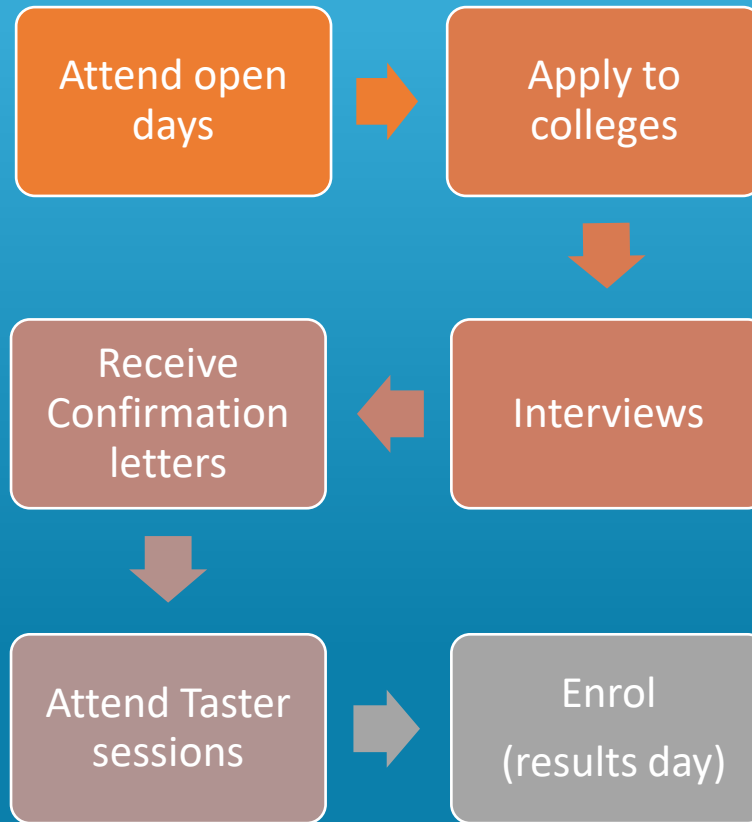 Attend open
days
Apply to
colleges
Interviews
Receive
Confirmation
letters
Attend Taster
sessions
Enrol
(results day)